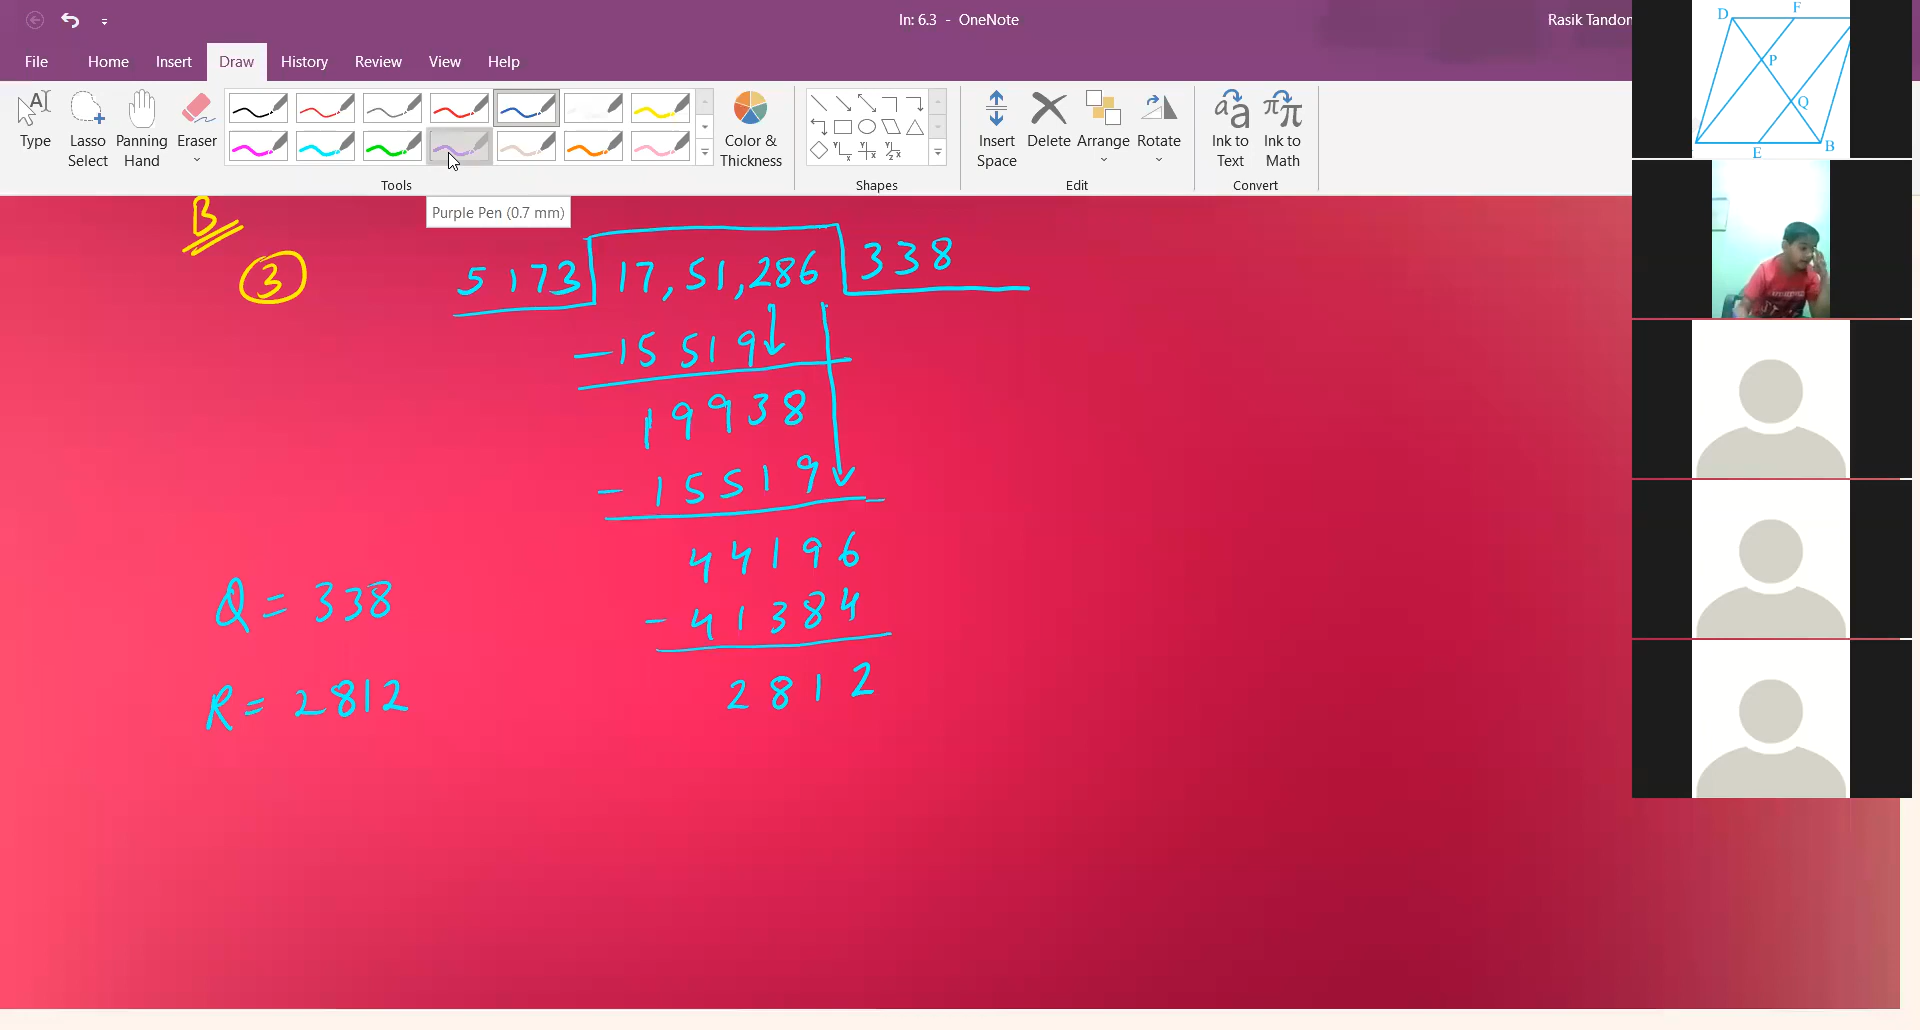 In: 6.3 - OneNote
Rasik Tandon
File Home Insert Draw History Review View Help
Type
Lasso Select
Panning Hand
Eraser
Color & Thickness
Insert Space
Delete
Arrange
Rotate
Ink to Text
Ink to Math
Tools
Shapes
Edit
Convert
Purple Pen (0.7 mm)
D F
P
Q
E B
B
3
5173 17,51,286 338
-15519
19938
-15519
44196
-41384
2812
Q = 338
R = 2812